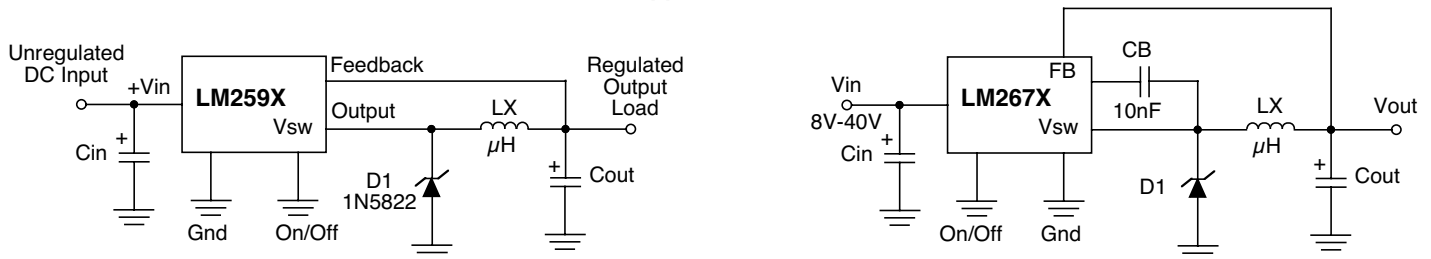 Unregulated
DC Input
+Vin
LM259X
Feedback
Output
Vsw
LX
µH
Regulated
Output
Load
+
Cin
Gnd
On/Off
D1
1N5822
+
Cout
Vin
8V-40V
+
Cin
LM267X
FB
Vsw
CB
10nF
LX
µH
Vout
On/Off
Gnd
D1
+
Cout